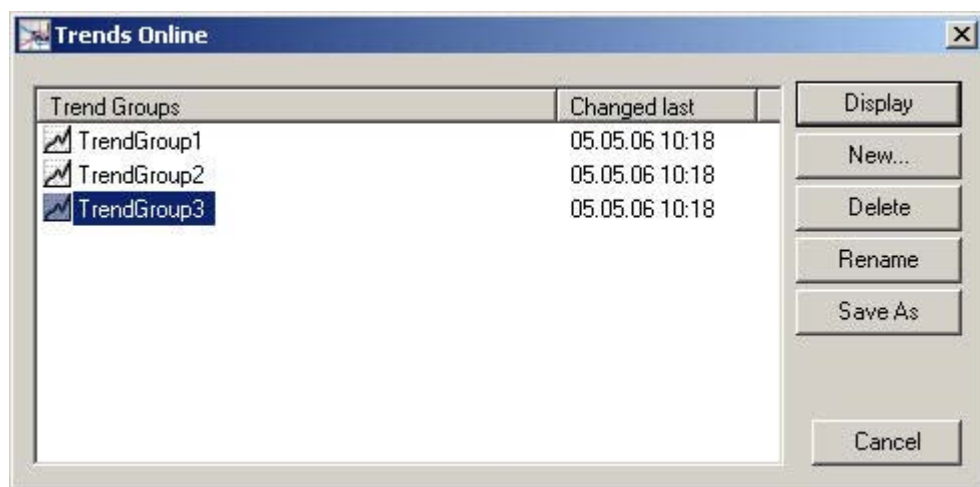 Trends Online
Trend Groups Changed last
TrendGroup1 05.05.06 10:18
TrendGroup2 05.05.06 10:18
TrendGroup3 05.05.06 10:18
Display
New...
Delete
Rename
Save As
Cancel